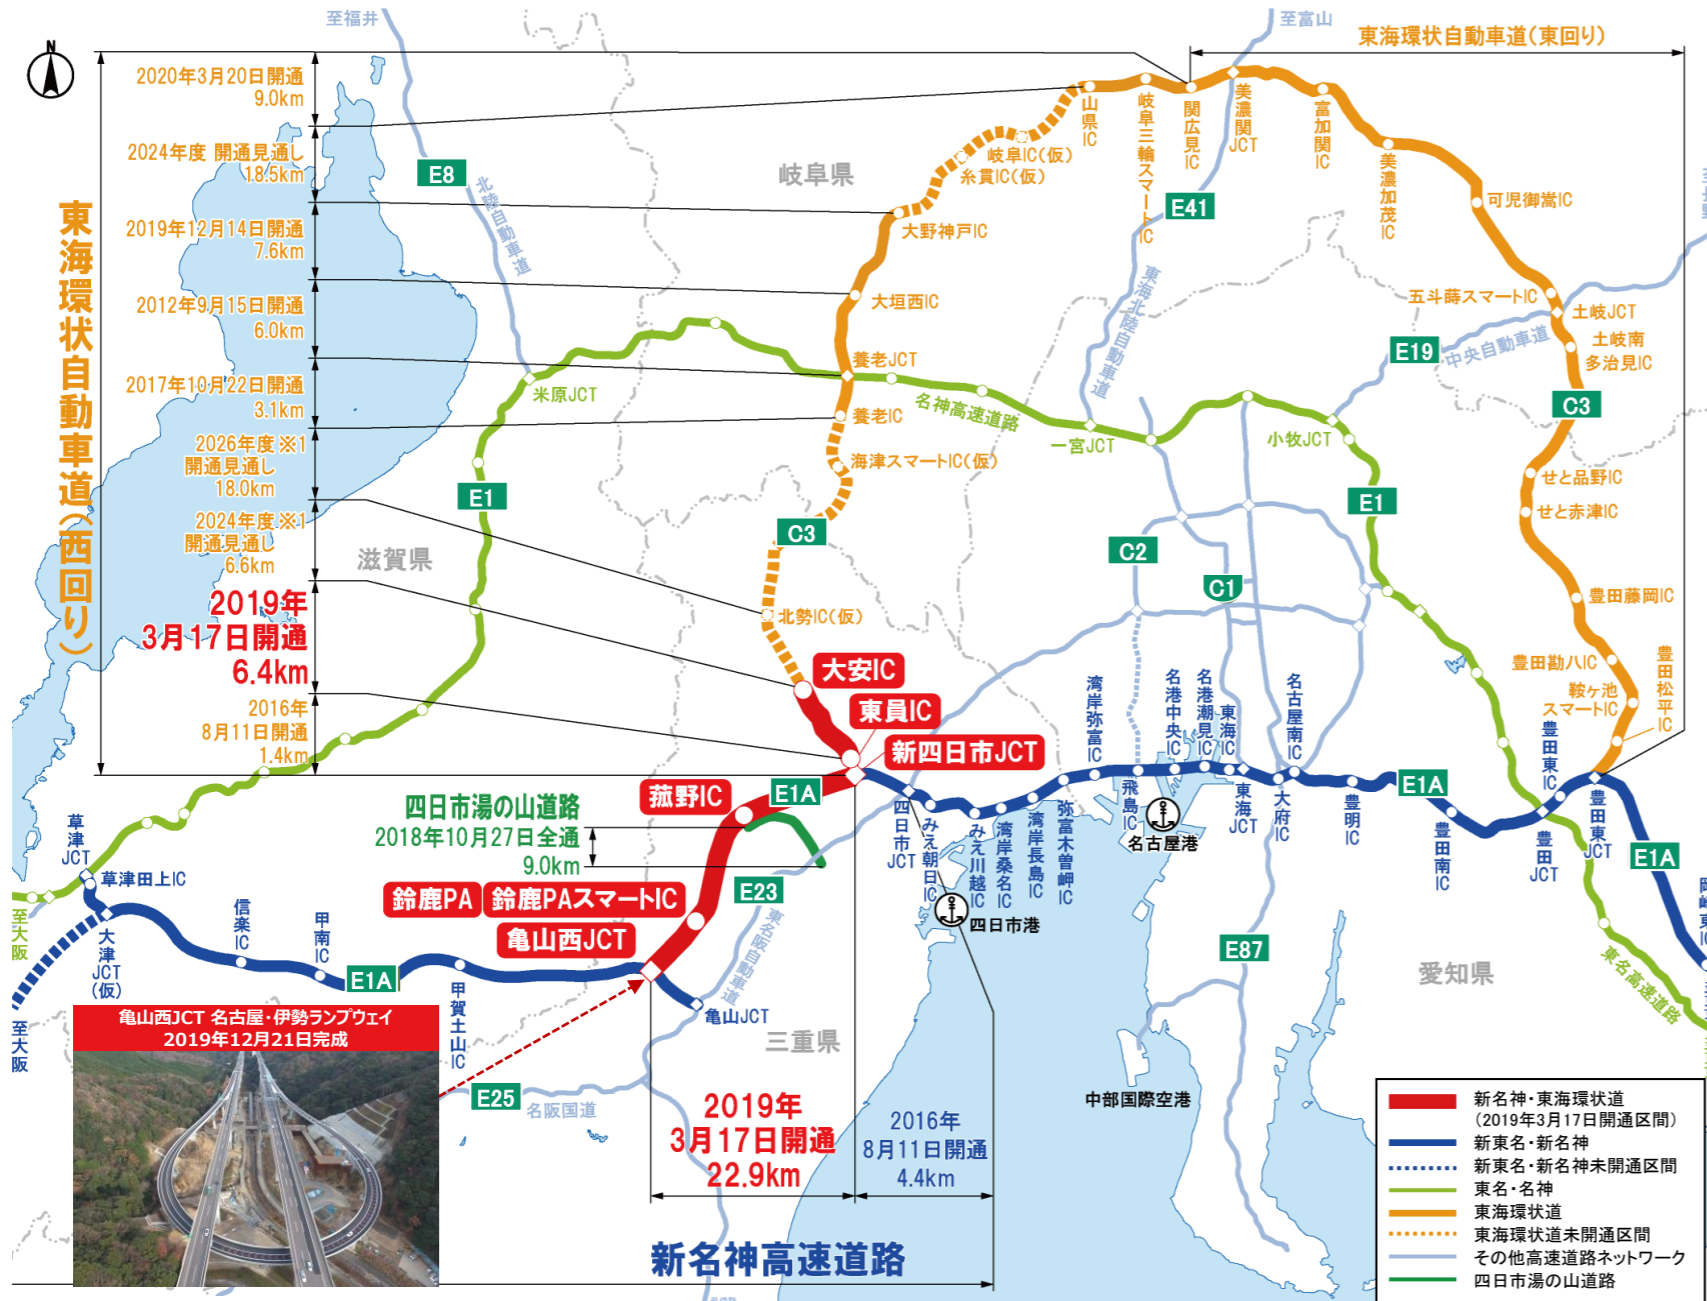 至福井
至富山
東海環状自動車道(東回り)
N
2020年3月20日開通
9.0km
2024年度 開通見通し
18.5km
2019年12月14日開通
7.6km
2012年9月15日開通
6.0km
2017年10月22日開通
3.1km
2026年度 ※1
開通見通し
18.0km
2024年度 ※1
開通見通し
6.6km
2019年
3月17日開通
6.4km
2016年
8月11日開通
1.4km
東海環状自動車道(西回り)
E8
北陸自動車道
岐阜県
山県IC
岐阜三輪スマートIC
関広見IC
美濃関JCT
富加関IC
美濃加茂IC
可児御嵩IC
岐阜IC(仮)
糸貫IC(仮)
大野神戸IC
E41
東海北陸自動車道
大垣西IC
五斗蒔スマートIC
土岐JCT
土岐南
多治見IC
E19
中央自動車道
C3
養老JCT
米原JCT
名神高速道路
養老IC
一宮JCT
小牧JCT
海津スマートIC(仮)
せと品野IC
せと赤津IC
E1
E1
C3
滋賀県
C2
C1
北勢IC(仮)
豊田藤岡IC
豊田勘八IC
鞍ヶ池
スマートIC
豊田松平IC
大安IC
東員IC
新四日市JCT
菰野IC
E1A
四日市湯の山道路
2018年10月27日全通
9.0km
鈴鹿PA
鈴鹿PAスマートIC
亀山西JCT
四日市JCT
みえ朝日IC
みえ川越IC
湾岸桑名IC
湾岸長島IC
弥富木曽岬IC
湾岸弥富IC
飛島IC
名港中央IC
名港潮見IC
東海IC
東海JCT
大府IC
名古屋南IC
豊明IC
E1A
豊田南IC
豊田東IC
豊田JCT
豊田東JCT
E1A
名古屋港
四日市港
E23
東名阪自動車道
E87
愛知県
東名高速道路
草津JCT
草津田上IC
至大阪
大津JCT(仮)
至大阪
信楽IC
甲南IC
E1A
甲賀土山IC
亀山JCT
三重県
中部国際空港
亀山西JCT 名古屋・伊勢ランプウェイ
2019年12月21日完成
E25
名阪国道
2019年
3月17日開通
22.9km
2016年
8月11日開通
4.4km
新名神高速道路
新名神・東海環状道
(2019年3月17日開通区間)
新東名・新名神
新東名・新名神未開通区間
東名・名神
東海環状道
東海環状道未開通区間
その他高速道路ネットワーク
四日市湯の山道路